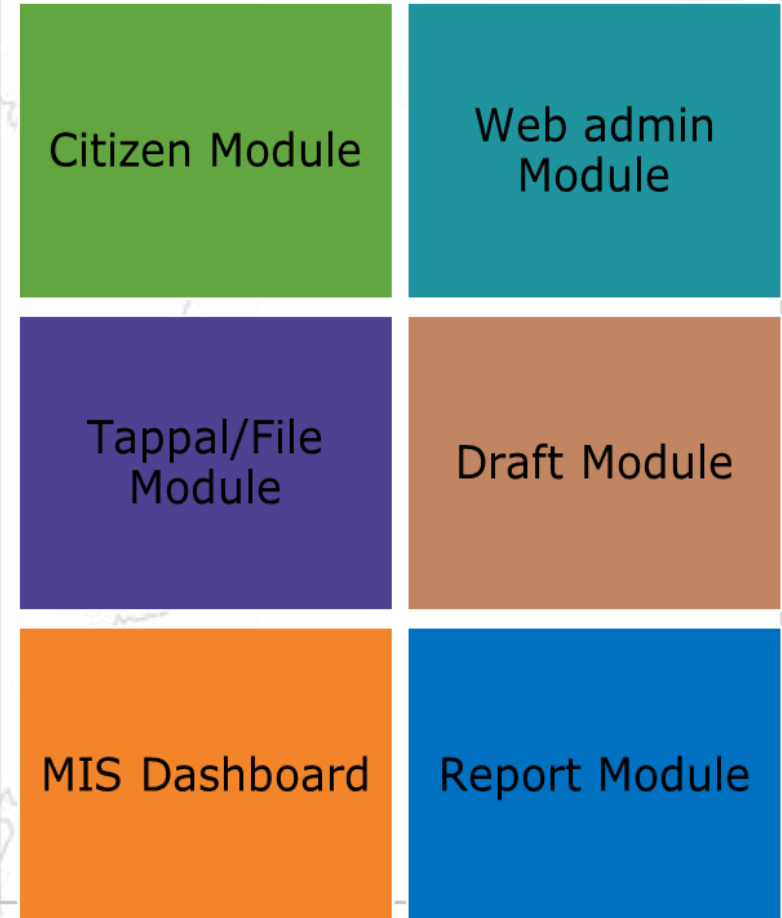 Citizen Module
Web admin
Module
Tappal/File
Module
Draft Module
MIS Dashboard
Report Module